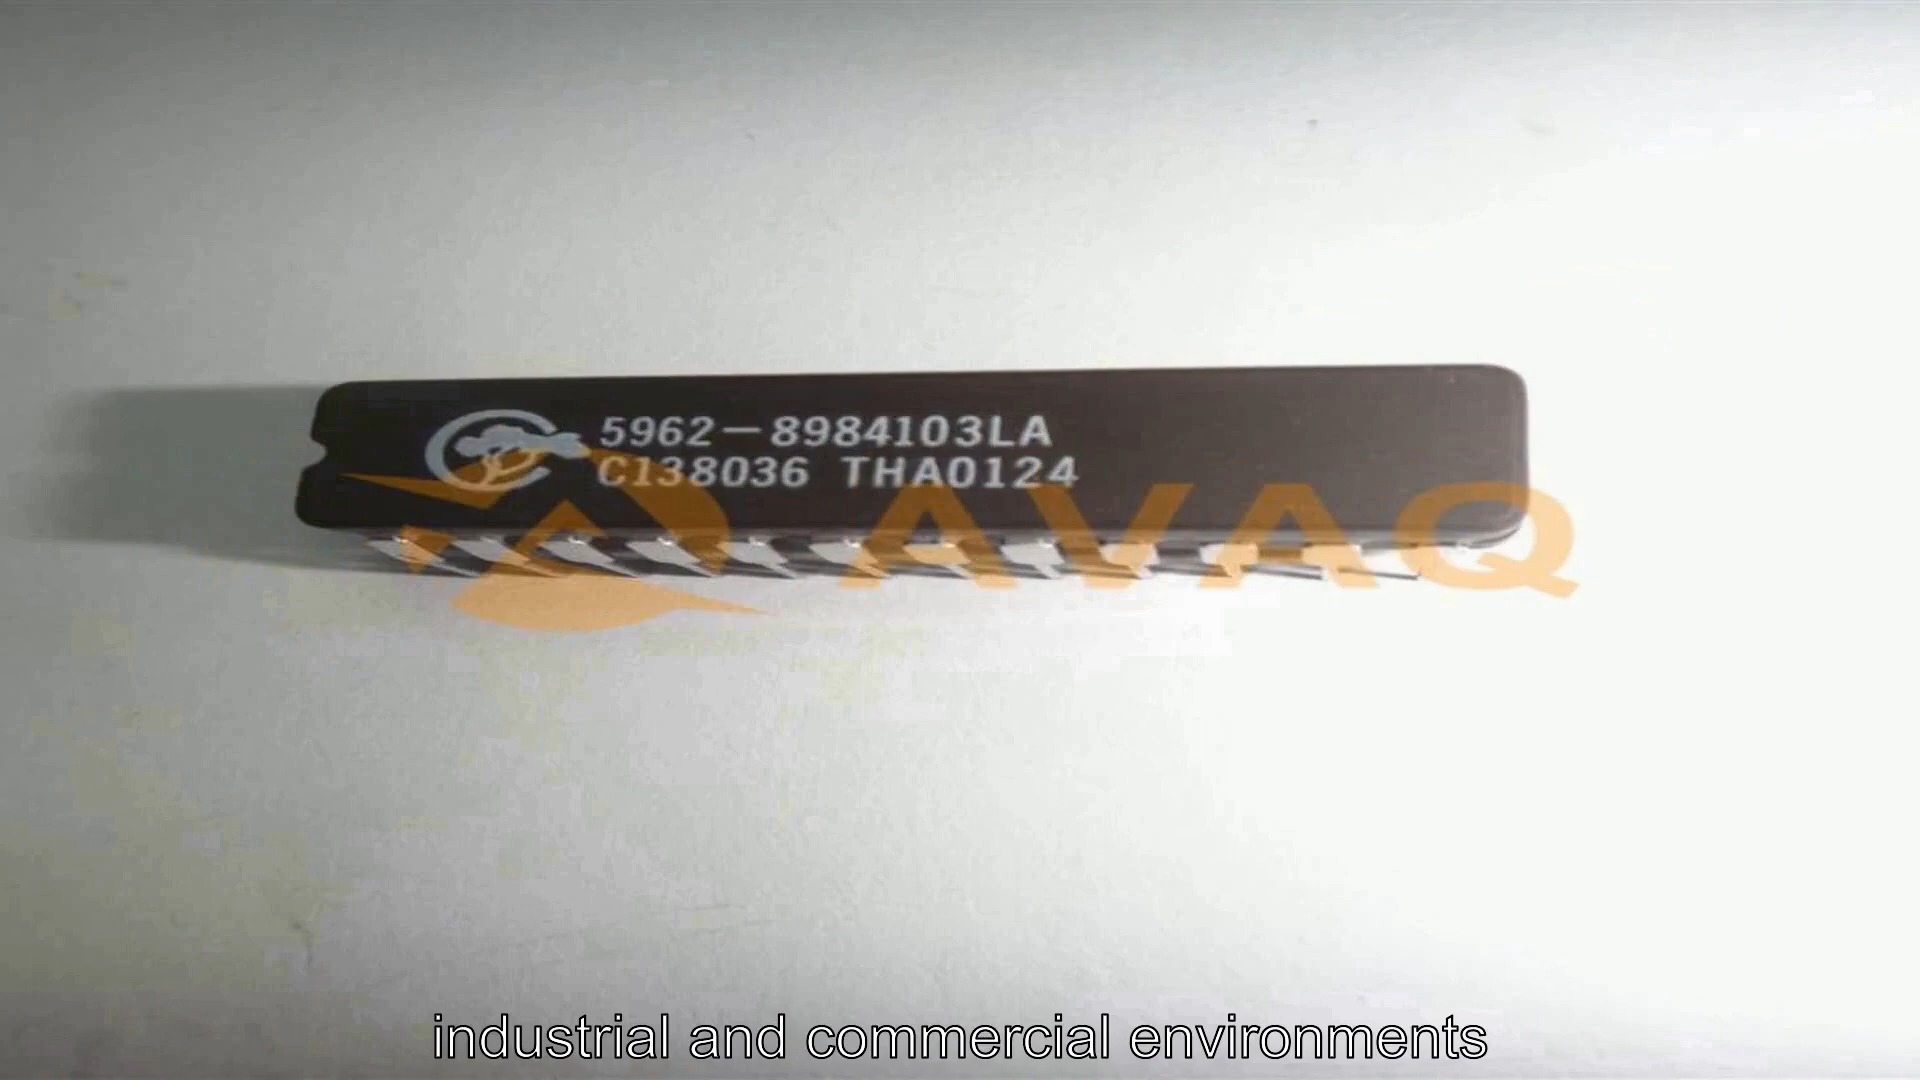 5962-8984103LA
C138036 THA0124
AVAQ
industrial and commercial environments